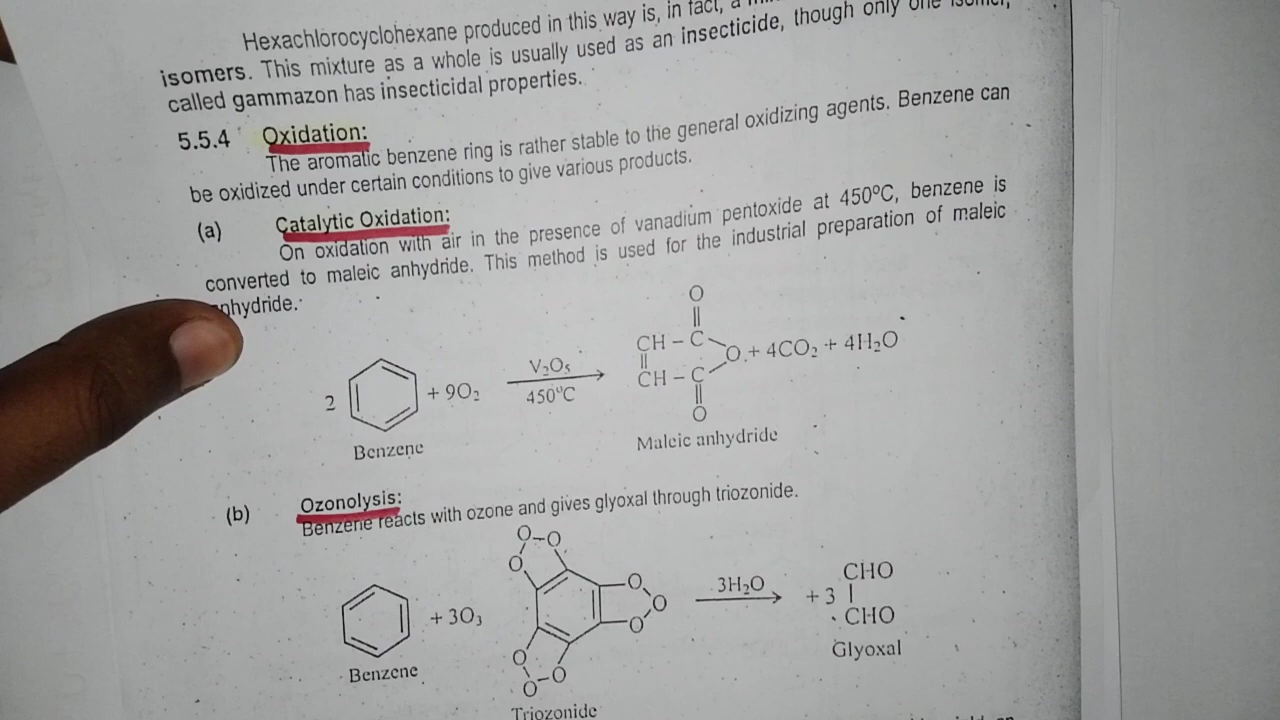 Hexachlorocyclohexane produced in this way is, in fact, a
isomers. This mixture as a whole is usually used as an insecticide, though only one isomer,
called gammazon has insecticidal properties.
5.5.4 Oxidation:
The aromatic benzene ring is rather stable to the general oxidizing agents. Benzene can
be oxidized under certain conditions to give various products.
(a) Catalytic Oxidation:
On oxidation with air in the presence of vanadium pentoxide at 450°C, benzene is
converted to maleic anhydride. This method is used for the industrial preparation of maleic
anhydride.
O
||
CH – C
|| O + 4CO₂ + 4H₂O
CH – C
||
O
2 + 9O₂ V₂O₅ 450°C
Benzene Maleic anhydride
(b) Ozonolysis:
Benzene reacts with ozone and gives glyoxal through triozonide.
O–O
O
O
O
O
O
O–O
+ 3O₃ 3H₂O + 3
CHO
|
CHO
Benzene Glyoxal
Triozonide